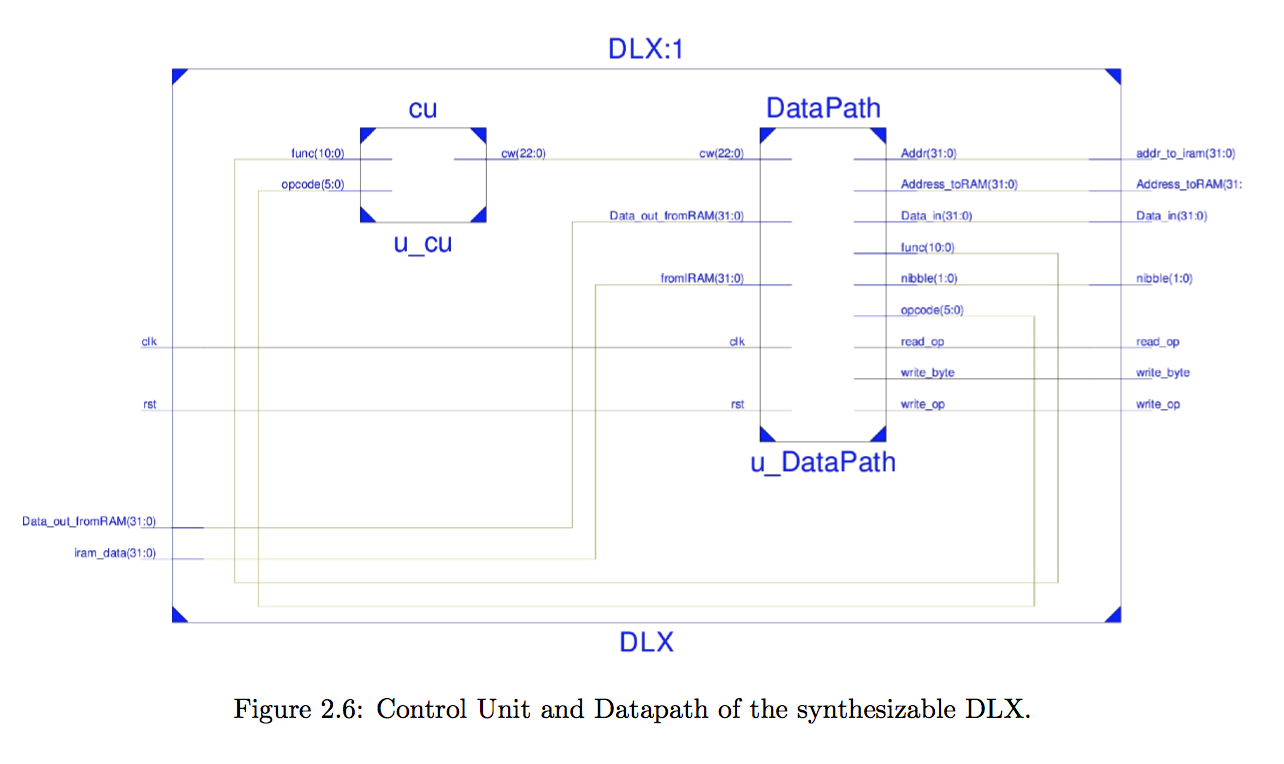 DLX:1
cu
DataPath
func(10:0)
cw(22:0)
cw(22:0)
Addr(31:0)
addr_to_iram(31:0)
opcode(5:0)
Address_toRAM(31:0)
Address_toRAM(31:
Data_out_fromRAM(31:0)
Data_in(31:0)
Data_in(31:0)
u_cu
func(10:0)
fromIRAM(31:0)
nibble(1:0)
nibble(1:0)
opcode(5:0)
clk
clk
read_op
read_op
write_byte
write_byte
rst
rst
write_op
write_op
u_DataPath
Data_out_fromRAM(31:0)
iram_data(31:0)
DLX
Figure 2.6: Control Unit and Datapath of the synthesizable DLX.